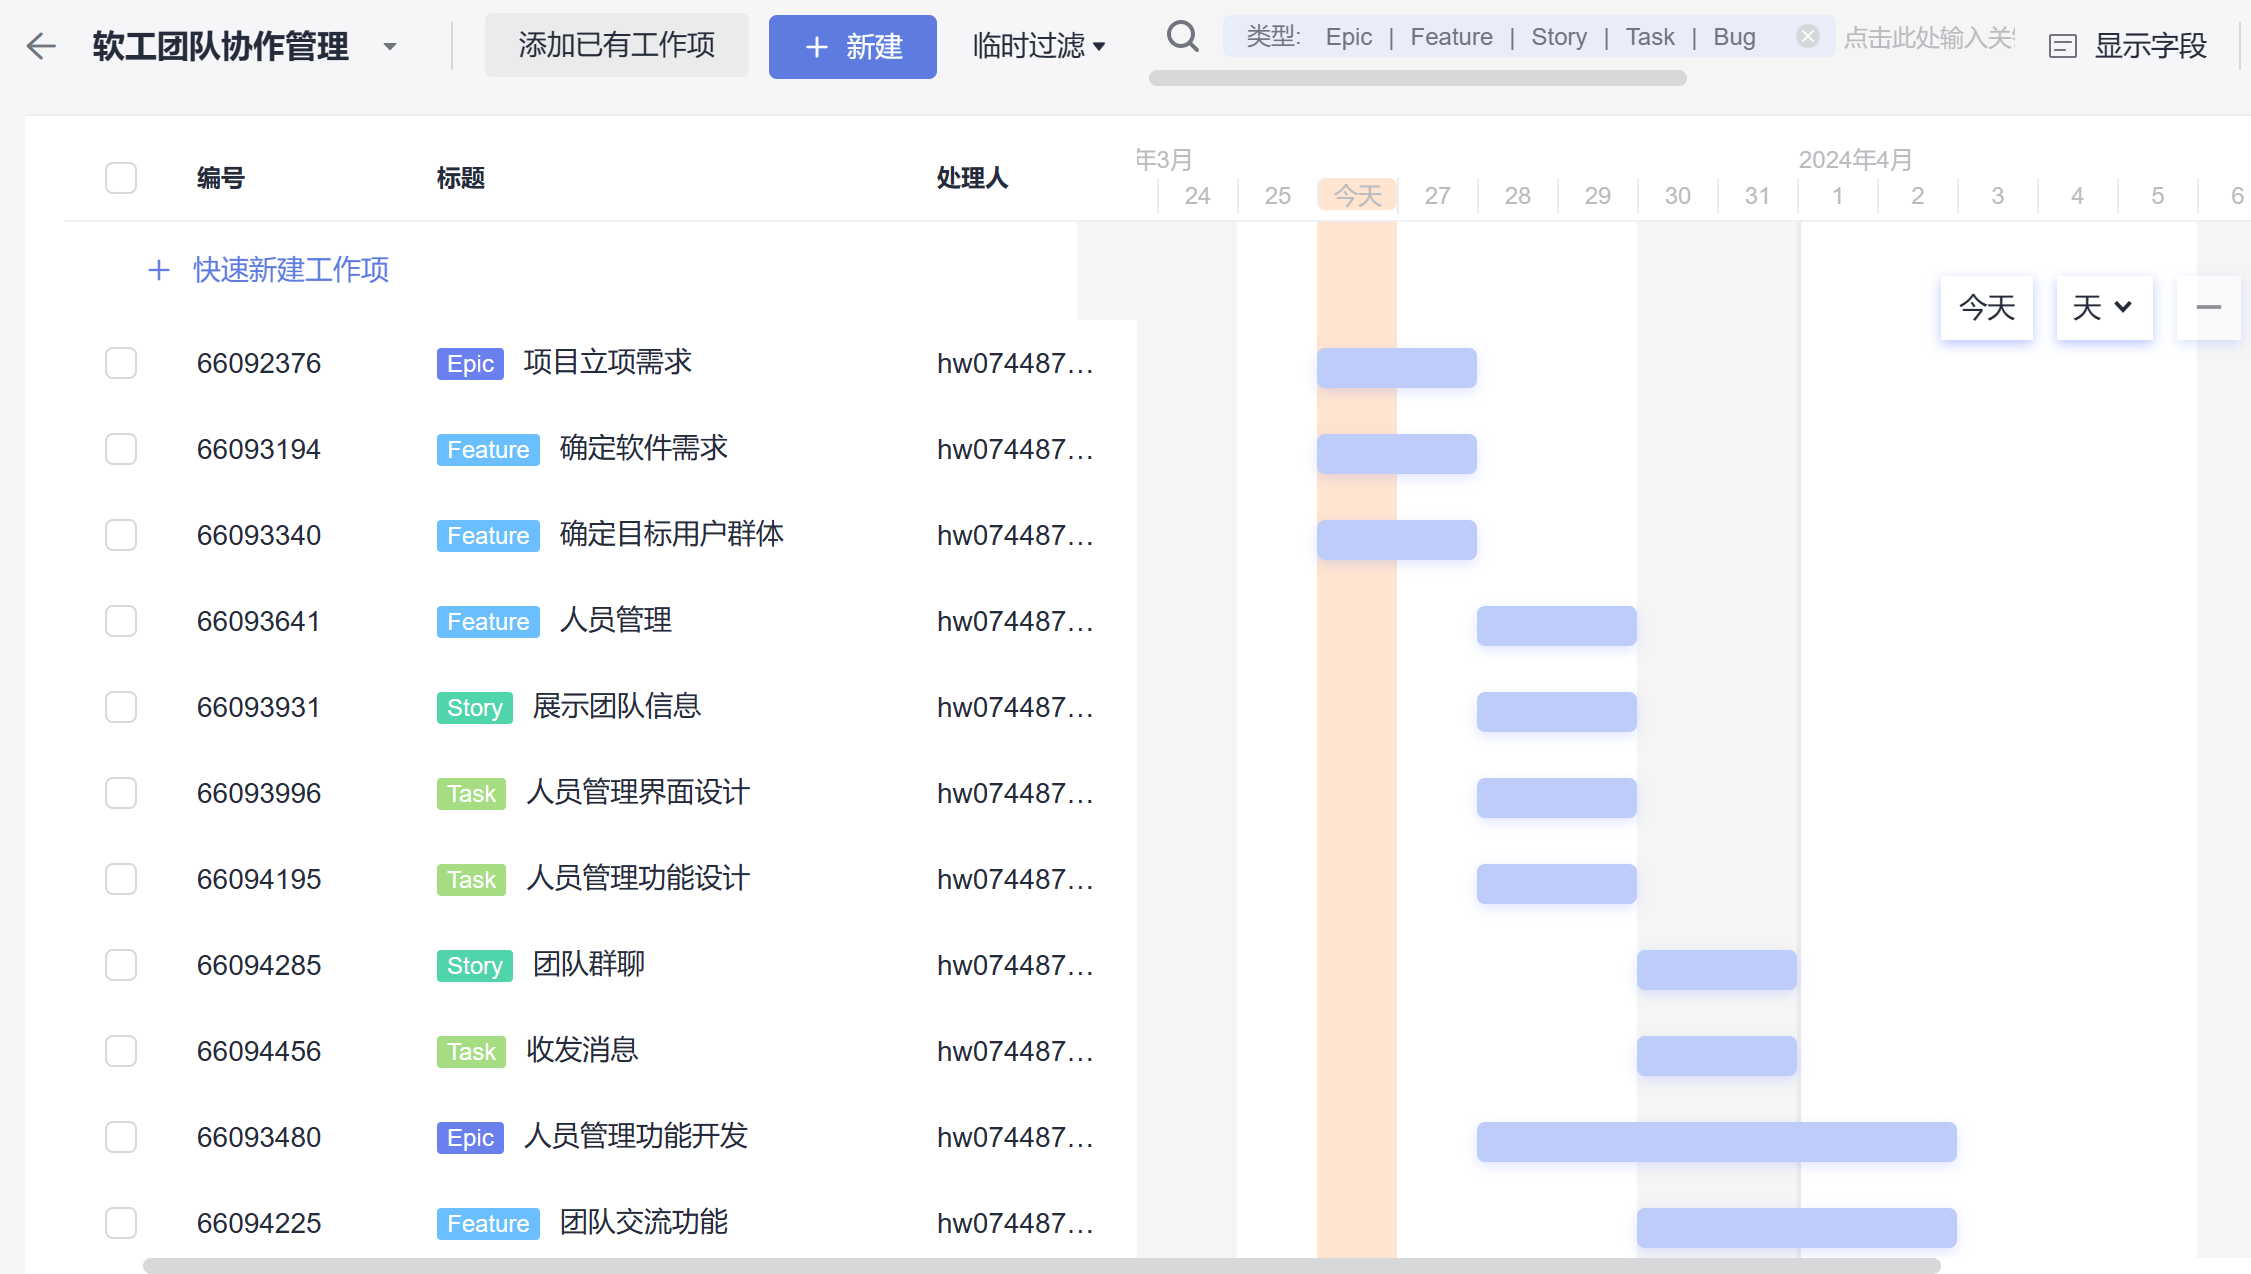 软工团队协作管理
添加已有工作项
新建
临时过滤
类型: Epic | Feature | Story | Task | Bug
点击此处输入关
显示字段
编号 标题 处理人
年3月 2024年4月
24 25 今天 27 28 29 30 31 1 2 3 4 5 6
快速新建工作项
今天 天
66092376 Epic 项目立项需求 hw074487...
66093194 Feature 确定软件需求 hw074487...
66093340 Feature 确定目标用户群体 hw074487...
66093641 Feature 人员管理 hw074487...
66093931 Story 展示团队信息 hw074487...
66093996 Task 人员管理界面设计 hw074487...
66094195 Task 人员管理功能设计 hw074487...
66094285 Story 团队群聊 hw074487...
66094456 Task 收发消息 hw074487...
66093480 Epic 人员管理功能开发 hw074487...
66094225 Feature 团队交流功能 hw074487...